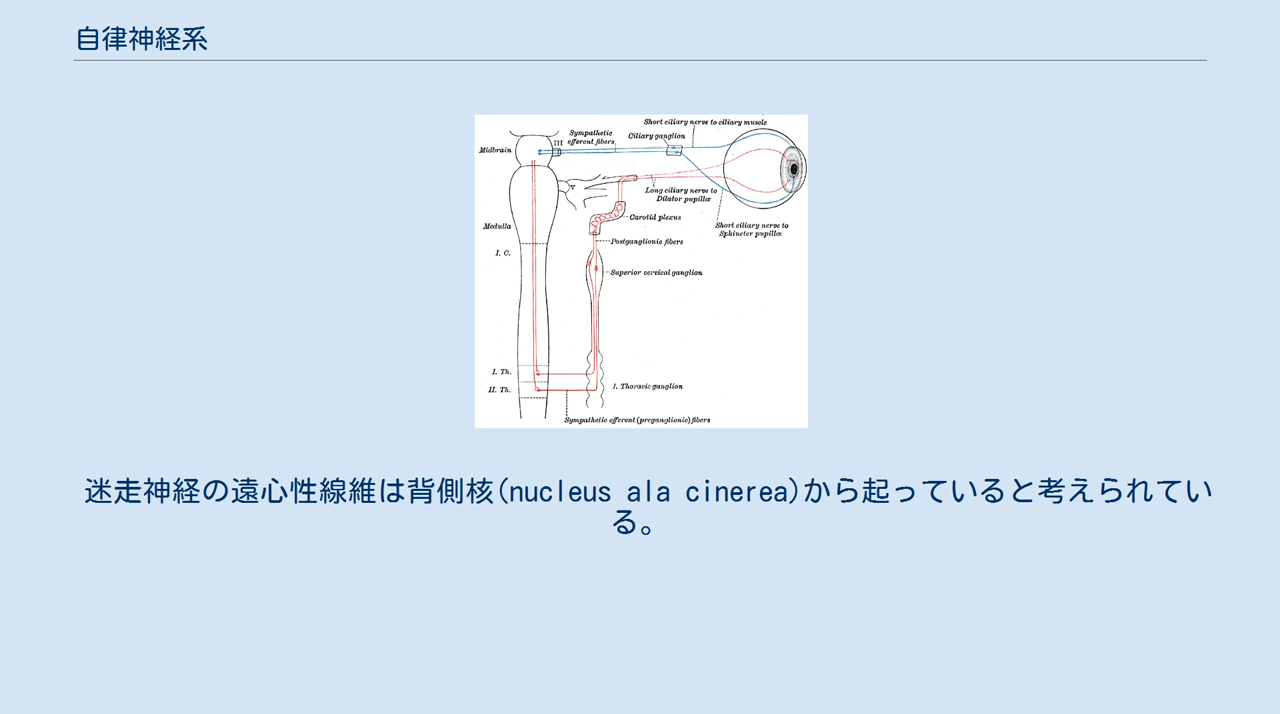 自律神経系
Short ciliary nerve to ciliary muscle
Sympathetic
efferent fibers
Ciliary ganglion
III
Midbrain
V
Long ciliary nerve to
Dilator pupillæ
Carotid plexus
Short ciliary nerve to
Sphincter pupillæ
Medulla
Postganglionic fibers
I. C.
Superior cervical ganglion
I. Th.
II. Th.
I. Thoracic ganglion
Sympathetic efferent (preganglionic) fibers
迷走神経の遠心性線維は背側核(nucleus ala cinerea)から起っていると考えられてい
る。